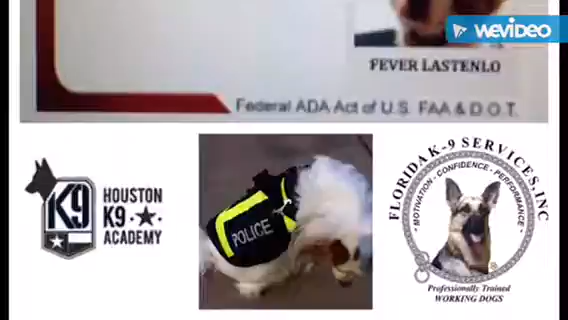 WEVIDEO
FEVER LASTENLO
Federal ADA Act of U.S. FAA & D O T.
K9
HOUSTON
K9 ★
ACADEMY
POLICE
FLORIDA K-9 SERVICES, INC
MOTIVATION - CONFIDENCE - PERFORMANCE -
Professionally Trained
WORKING DOGS